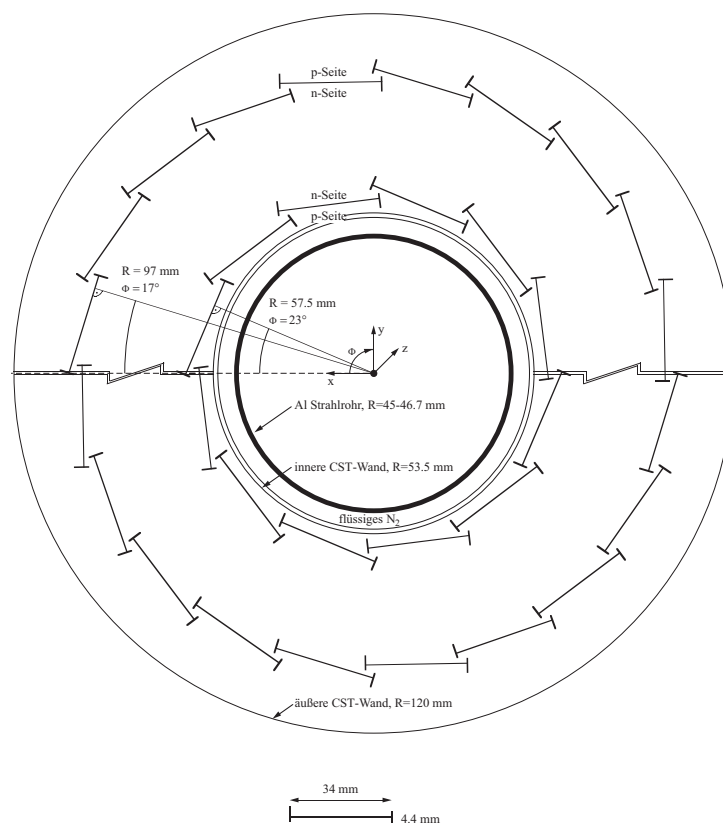 p-Seite
n-Seite
n-Seite
p-Seite
R = 97 mm
Φ = 17°
R = 57.5 mm
Φ = 23°
y
Φ
z
x
Al Strahlrohr, R=45-46.7 mm
innere CST-Wand, R=53.5 mm
flüssiges N₂
äußere CST-Wand, R=120 mm
34 mm
4.4 mm